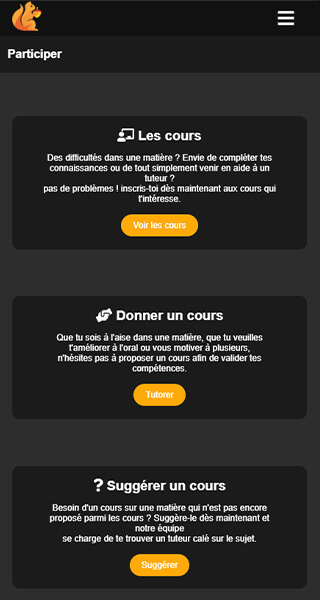 Participer
Les cours
Des difficultés dans une matière ? Envie de compléter tes
connaissances ou de tout simplement venir en aide à un
tuteur ?
pas de problèmes ! inscris-toi dès maintenant aux cours qui
t'intéresse.
Voir les cours
Donner un cours
Que tu sois à l'aise dans une matière, que tu veuilles
t'améliorer à l'oral ou vous motiver à plusieurs,
n'hésites pas à proposer un cours afin de valider tes
compétences.
Tutorer
Suggérer un cours
Besoin d'un cours sur une matière qui n'est pas encore
proposé parmi les cours ? Suggère-le dès maintenant et
notre équipe
se charge de te trouver un tuteur calé sur le sujet.
Suggérer